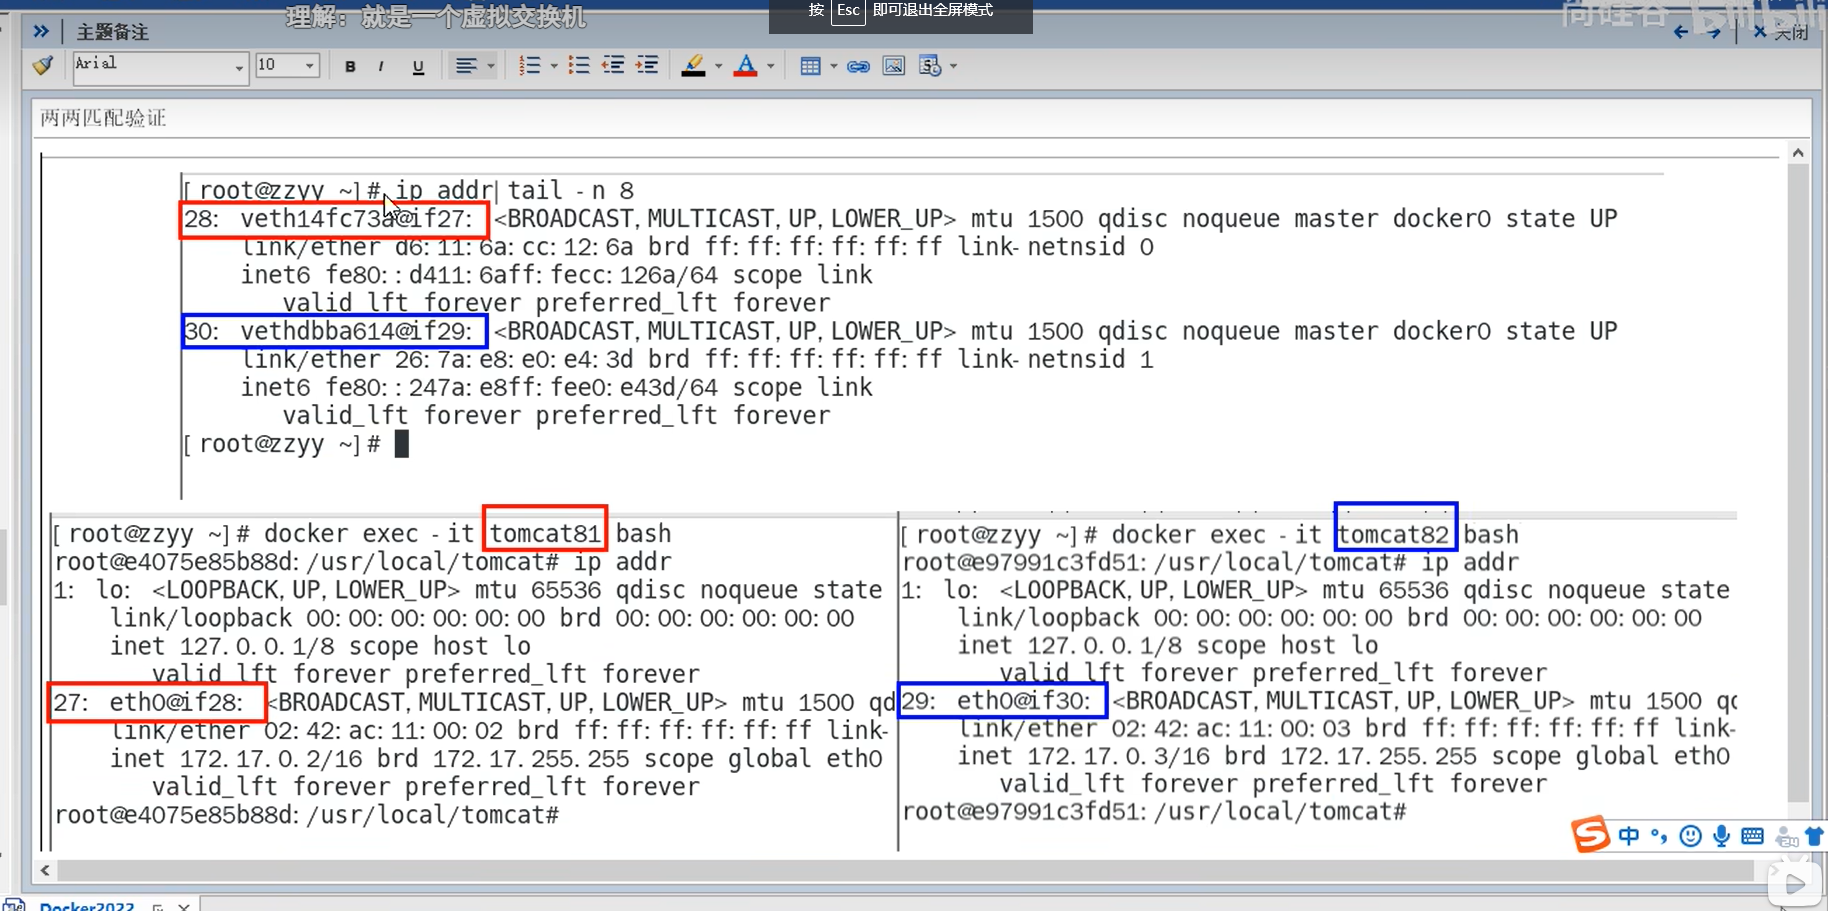 理解：就是一个虚拟交换机
按 Esc 即可退出全屏模式
尚硅谷 bilibili
主题备注
关闭
Arial
10
B I U
两两匹配验证
[root@zzyy ~]# ip addr| tail -n 8
28: veth14fc73a@if27: <BROADCAST,MULTICAST,UP,LOWER_UP> mtu 1500 qdisc noqueue master docker0 state UP
link/ether d6:11:6a:cc:12:6a brd ff:ff:ff:ff:ff:ff link-netnsid 0
inet6 fe80::d411:6aff:fecc:126a/64 scope link
valid_lft forever preferred_lft forever
30: vethdbba614@if29: <BROADCAST,MULTICAST,UP,LOWER_UP> mtu 1500 qdisc noqueue master docker0 state UP
link/ether 26:7a:e8:e0:e4:3d brd ff:ff:ff:ff:ff:ff link-netnsid 1
inet6 fe80::247a:e8ff:fee0:e43d/64 scope link
valid_lft forever preferred_lft forever
[root@zzyy ~]#
[root@zzyy ~]# docker exec -it tomcat81 bash
root@e4075e85b88d:/usr/local/tomcat# ip addr
1: lo: <LOOPBACK,UP,LOWER_UP> mtu 65536 qdisc noqueue state
link/loopback 00:00:00:00:00:00 brd 00:00:00:00:00:00
inet 127.0.0.1/8 scope host lo
valid_lft forever preferred_lft forever
27: eth0@if28: <BROADCAST,MULTICAST,UP,LOWER_UP> mtu 1500 qd
link/ether 02:42:ac:11:00:02 brd ff:ff:ff:ff:ff:ff link-
inet 172.17.0.2/16 brd 172.17.255.255 scope global eth0
valid_lft forever preferred_lft forever
root@e4075e85b88d:/usr/local/tomcat#
[root@zzyy ~]# docker exec -it tomcat82 bash
root@e97991c3fd51:/usr/local/tomcat# ip addr
1: lo: <LOOPBACK,UP,LOWER_UP> mtu 65536 qdisc noqueue state
link/loopback 00:00:00:00:00:00 brd 00:00:00:00:00:00
inet 127.0.0.1/8 scope host lo
valid_lft forever preferred_lft forever
29: eth0@if30: <BROADCAST,MULTICAST,UP,LOWER_UP> mtu 1500 qd
link/ether 02:42:ac:11:00:03 brd ff:ff:ff:ff:ff:ff link-
inet 172.17.0.3/16 brd 172.17.255.255 scope global eth0
valid_lft forever preferred_lft forever
root@e97991c3fd51:/usr/local/tomcat#
中
Docker2022